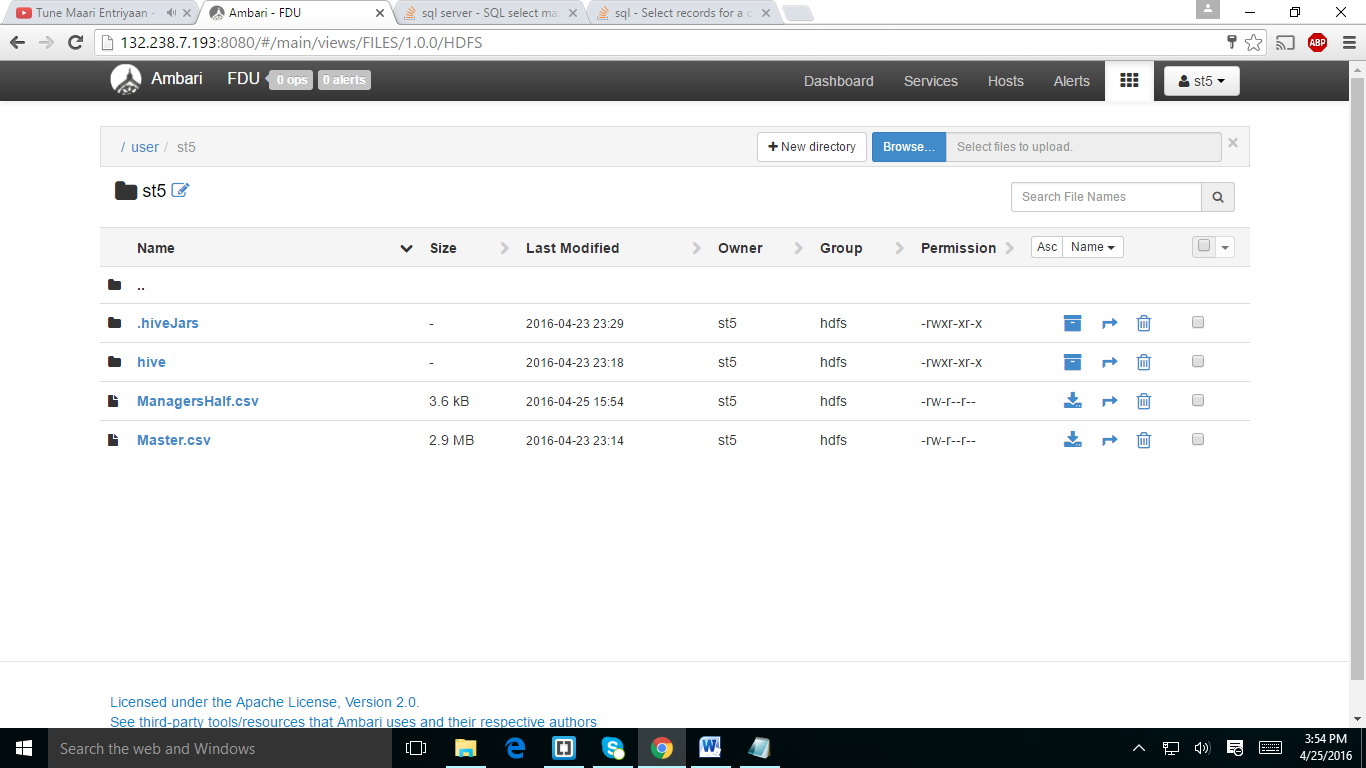 Tune Maari Entriyaan -
Ambari - FDU
sql server - SQL select ma
sql - Select records for a c
132.238.7.193:8080/#/main/views/FILES/1.0.0/HDFS
ABP
Ambari FDU 0 ops 0 alerts Dashboard Services Hosts Alerts st5
/ user / st5 New directory Browse... Select files to upload.
st5 Search File Names
Name Size Last Modified Owner Group Permission Asc Name
..
.hiveJars - 2016-04-23 23:29 st5 hdfs -rwxr-xr-x
hive - 2016-04-23 23:18 st5 hdfs -rwxr-xr-x
ManagersHalf.csv 3.6 kB 2016-04-25 15:54 st5 hdfs -rw-r--r--
Master.csv 2.9 MB 2016-04-23 23:14 st5 hdfs -rw-r--r--
Licensed under the Apache License, Version 2.0.
See third-party tools/resources that Ambari uses and their respective authors
Search the web and Windows
3:54 PM
4/25/2016